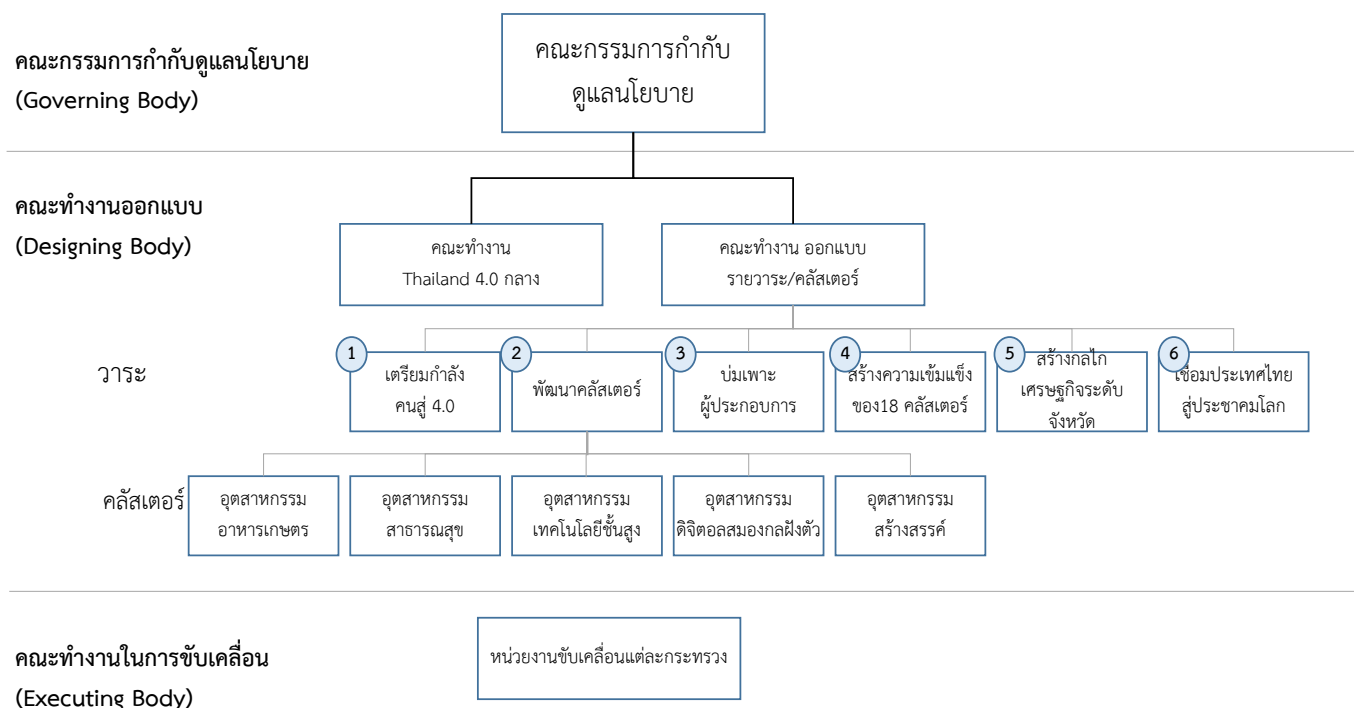 คณะกรรมการกำกับดูแลนโยบาย
(Governing Body)
คณะกรรมการกำกับ
ดูแลนโยบาย
คณะทำงานออกแบบ
(Designing Body)
คณะทำงาน
Thailand 4.0 กลาง
คณะทำงาน ออกแบบ
รายวาระ/คลัสเตอร์
วาระ
1
เตรียมกำลัง
คนสู่ 4.0
2
พัฒนาคลัสเตอร์
3
บ่มเพาะ
ผู้ประกอบการ
4
สร้างความเข้มแข็ง
ของ18 คลัสเตอร์
5
สร้างกลไก
เศรษฐกิจระดับ
จังหวัด
6
เชื่อมประเทศไทย
สู่ประชาคมโลก
คลัสเตอร์
อุตสาหกรรม
อาหารเกษตร
อุตสาหกรรม
สาธารณสุข
อุตสาหกรรม
เทคโนโลยีชั้นสูง
อุตสาหกรรม
ดิจิตอลสมองกลฝังตัว
อุตสาหกรรม
สร้างสรรค์
คณะทำงานในการขับเคลื่อน
(Executing Body)
หน่วยงานขับเคลื่อนแต่ละกระทรวง